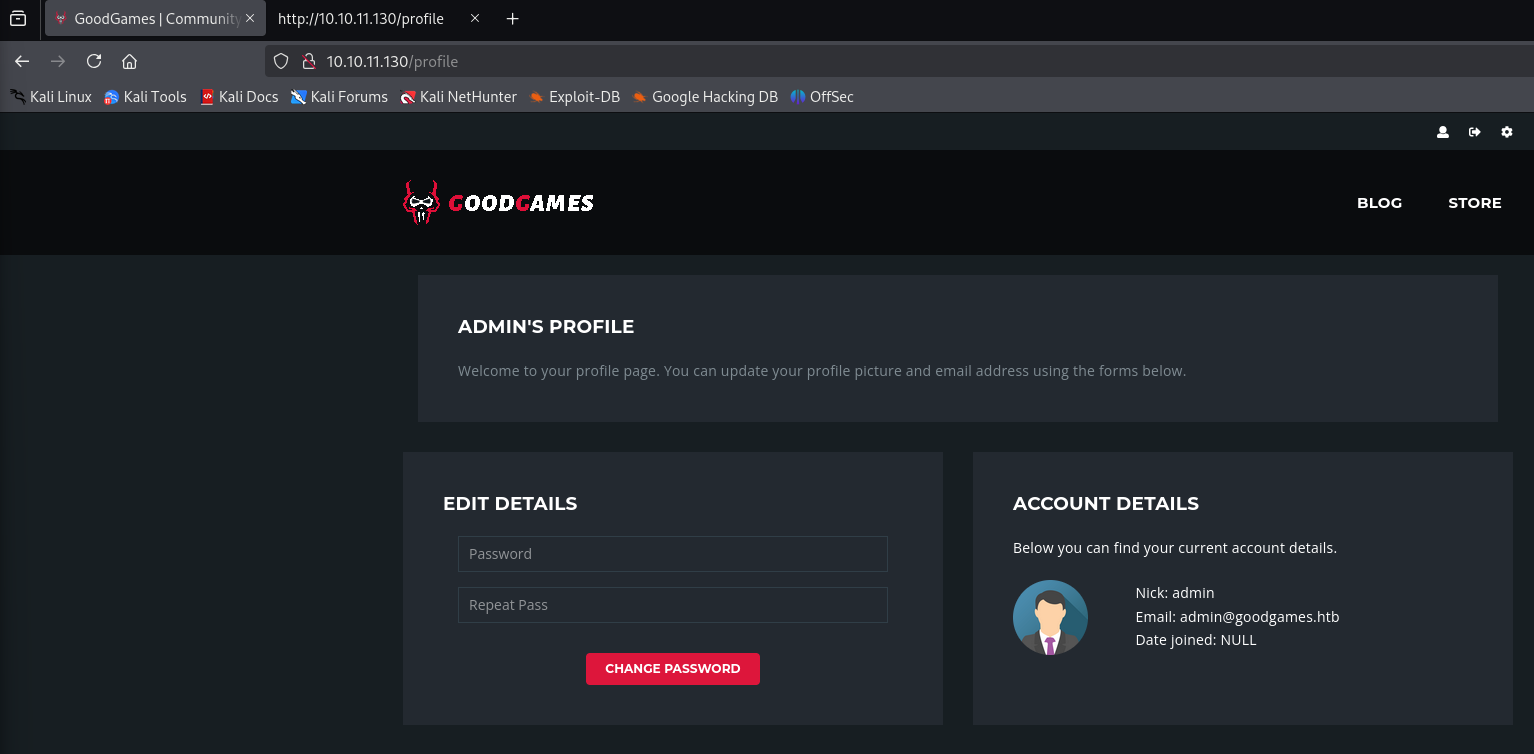 GoodGames | Community
http://10.10.11.130/profile
10.10.11.130/profile
Kali Linux Kali Tools Kali Docs Kali Forums Kali NetHunter Exploit-DB Google Hacking DB OffSec
GOODGAMES
BLOG STORE
ADMIN'S PROFILE
Welcome to your profile page. You can update your profile picture and email address using the forms below.
EDIT DETAILS
Password
Repeat Pass
CHANGE PASSWORD
ACCOUNT DETAILS
Below you can find your current account details.
Nick: admin
Email: admin@goodgames.htb
Date joined: NULL